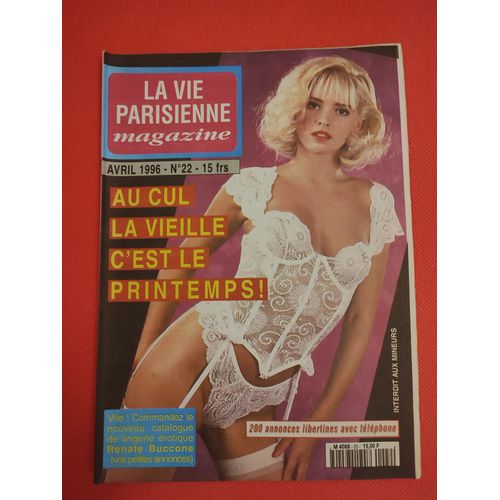 LA VIE
PARISIENNE
magazine
AVRIL 1996 - N°22 - 15 frs
AU CUL
LA VIEILLE
C'EST LE
PRINTEMPS!
INTERDIT AUX MINEURS
Vite ! Commandez le
nouveau catalogue
de lingerie érotique
Renate Buccone
(voir petites annonces)
200 annonces libertines avec téléphone
M 4088 - 22 - 15,00 F